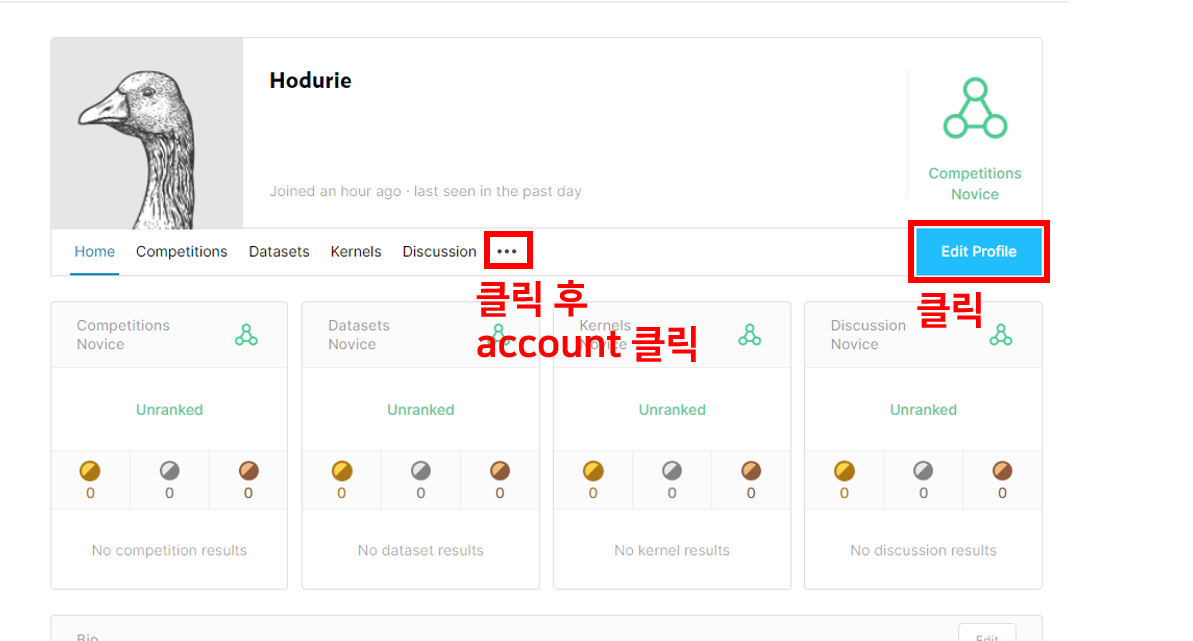 Hodurie
Joined an hour ago · last seen in the past day
Competitions
Novice
Home Competitions Datasets Kernels Discussion •••
Edit Profile
클릭 후
account 클릭
클릭
Competitions
Novice
Datasets
Novice
Kernels
Novice
Discussion
Novice
Unranked
Unranked
Unranked
Unranked
0 0 0
0 0 0
0 0 0
0 0 0
No competition results
No dataset results
No kernel results
No discussion results
Bio
Edit